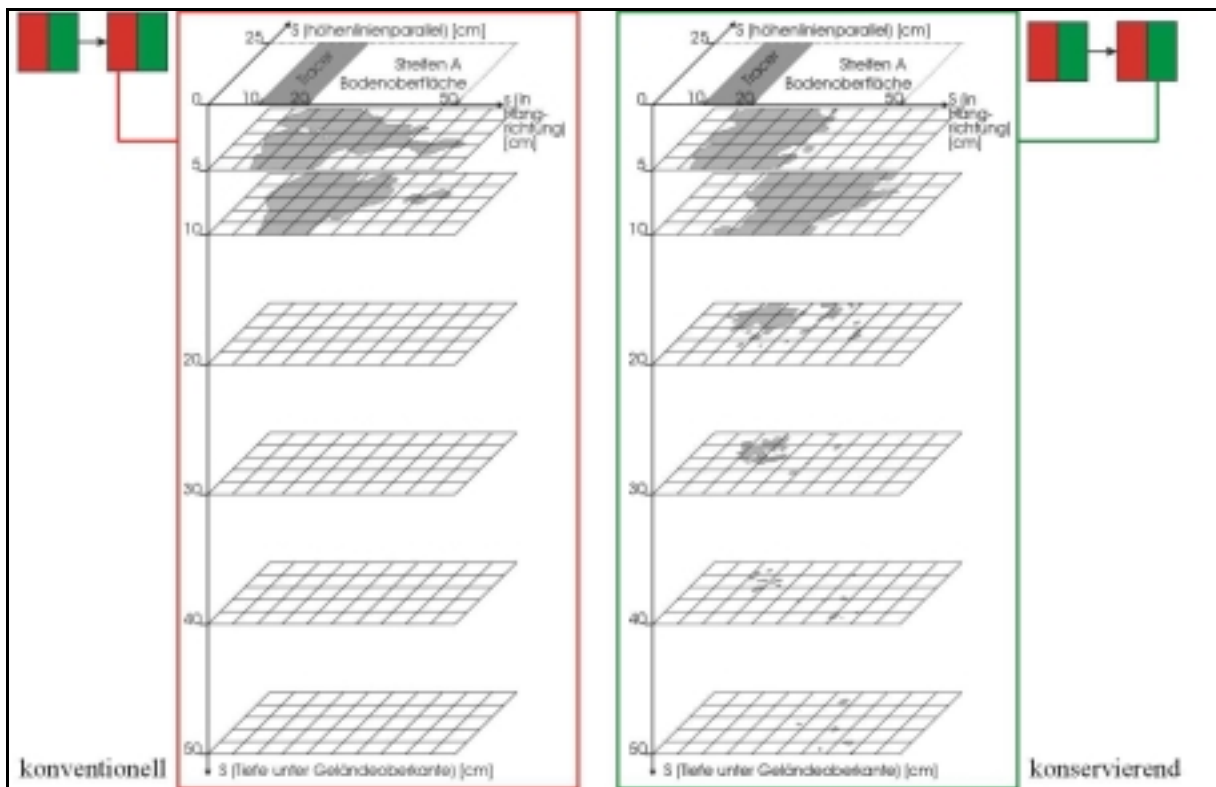 S (höhenlinienparallel) [cm]
25
Tracer
Streifen A
Bodenoberfläche
0
10
20
50
s (in
Hang-
richtung)
[cm]
5
10
20
30
40
50
S (Tiefe unter Geländeoberkante) [cm]
konventionell
S (höhenlinienparallel) [cm]
25
Tracer
Streifen A
Bodenoberfläche
0
10
20
50
S (in
Hang-
richtung)
[cm]
5
10
20
30
40
50
S (Tiefe unter Geländeoberkante) [cm]
konservierend